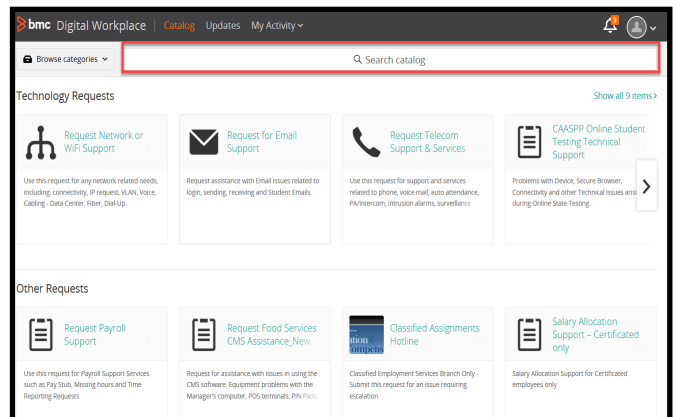 bmc Digital Workplace Catalog Updates My Activity
3
Browse categories
Search catalog
Technology Requests
Show all 9 items
Request Network or
WiFi Support
Use this request for any network related needs,
including: connectivity, IP request, VLAN, Voice,
Cabling - Data Center, Fiber, Dial-Up.
Request for Email
Support
Request assistance with Email issues related to
login, sending, receiving and Student Emails.
Request Telecom
Support & Services
Use this request for support and services
related to phone, voice mail, auto attendance,
PA/Intercom, intrusion alarms, surveillance
CAASPP Online Student
Testing Technical
Support
Problems with Device, Secure Browser,
Connectivity and other Technical issues
during Online State Testing.
Other Requests
Request Payroll
Support
Use this request for Payroll Support Services
such as Pay Stub, Missing hours and Time
Reporting Requests.
Request Food Services
CMS Assistance_New
Request for assistance with issues in using the
CMS software, Equipment problems with the
Manager's computer, POS terminals, PIN Pads,
Classified Assignments
Hotline
Classified Employment Services Branch Only -
Submit this request for an issue requiring
escalation
Salary Allocation
Support – Certificated
only
Salary Allocation Support for Certificated
employees only